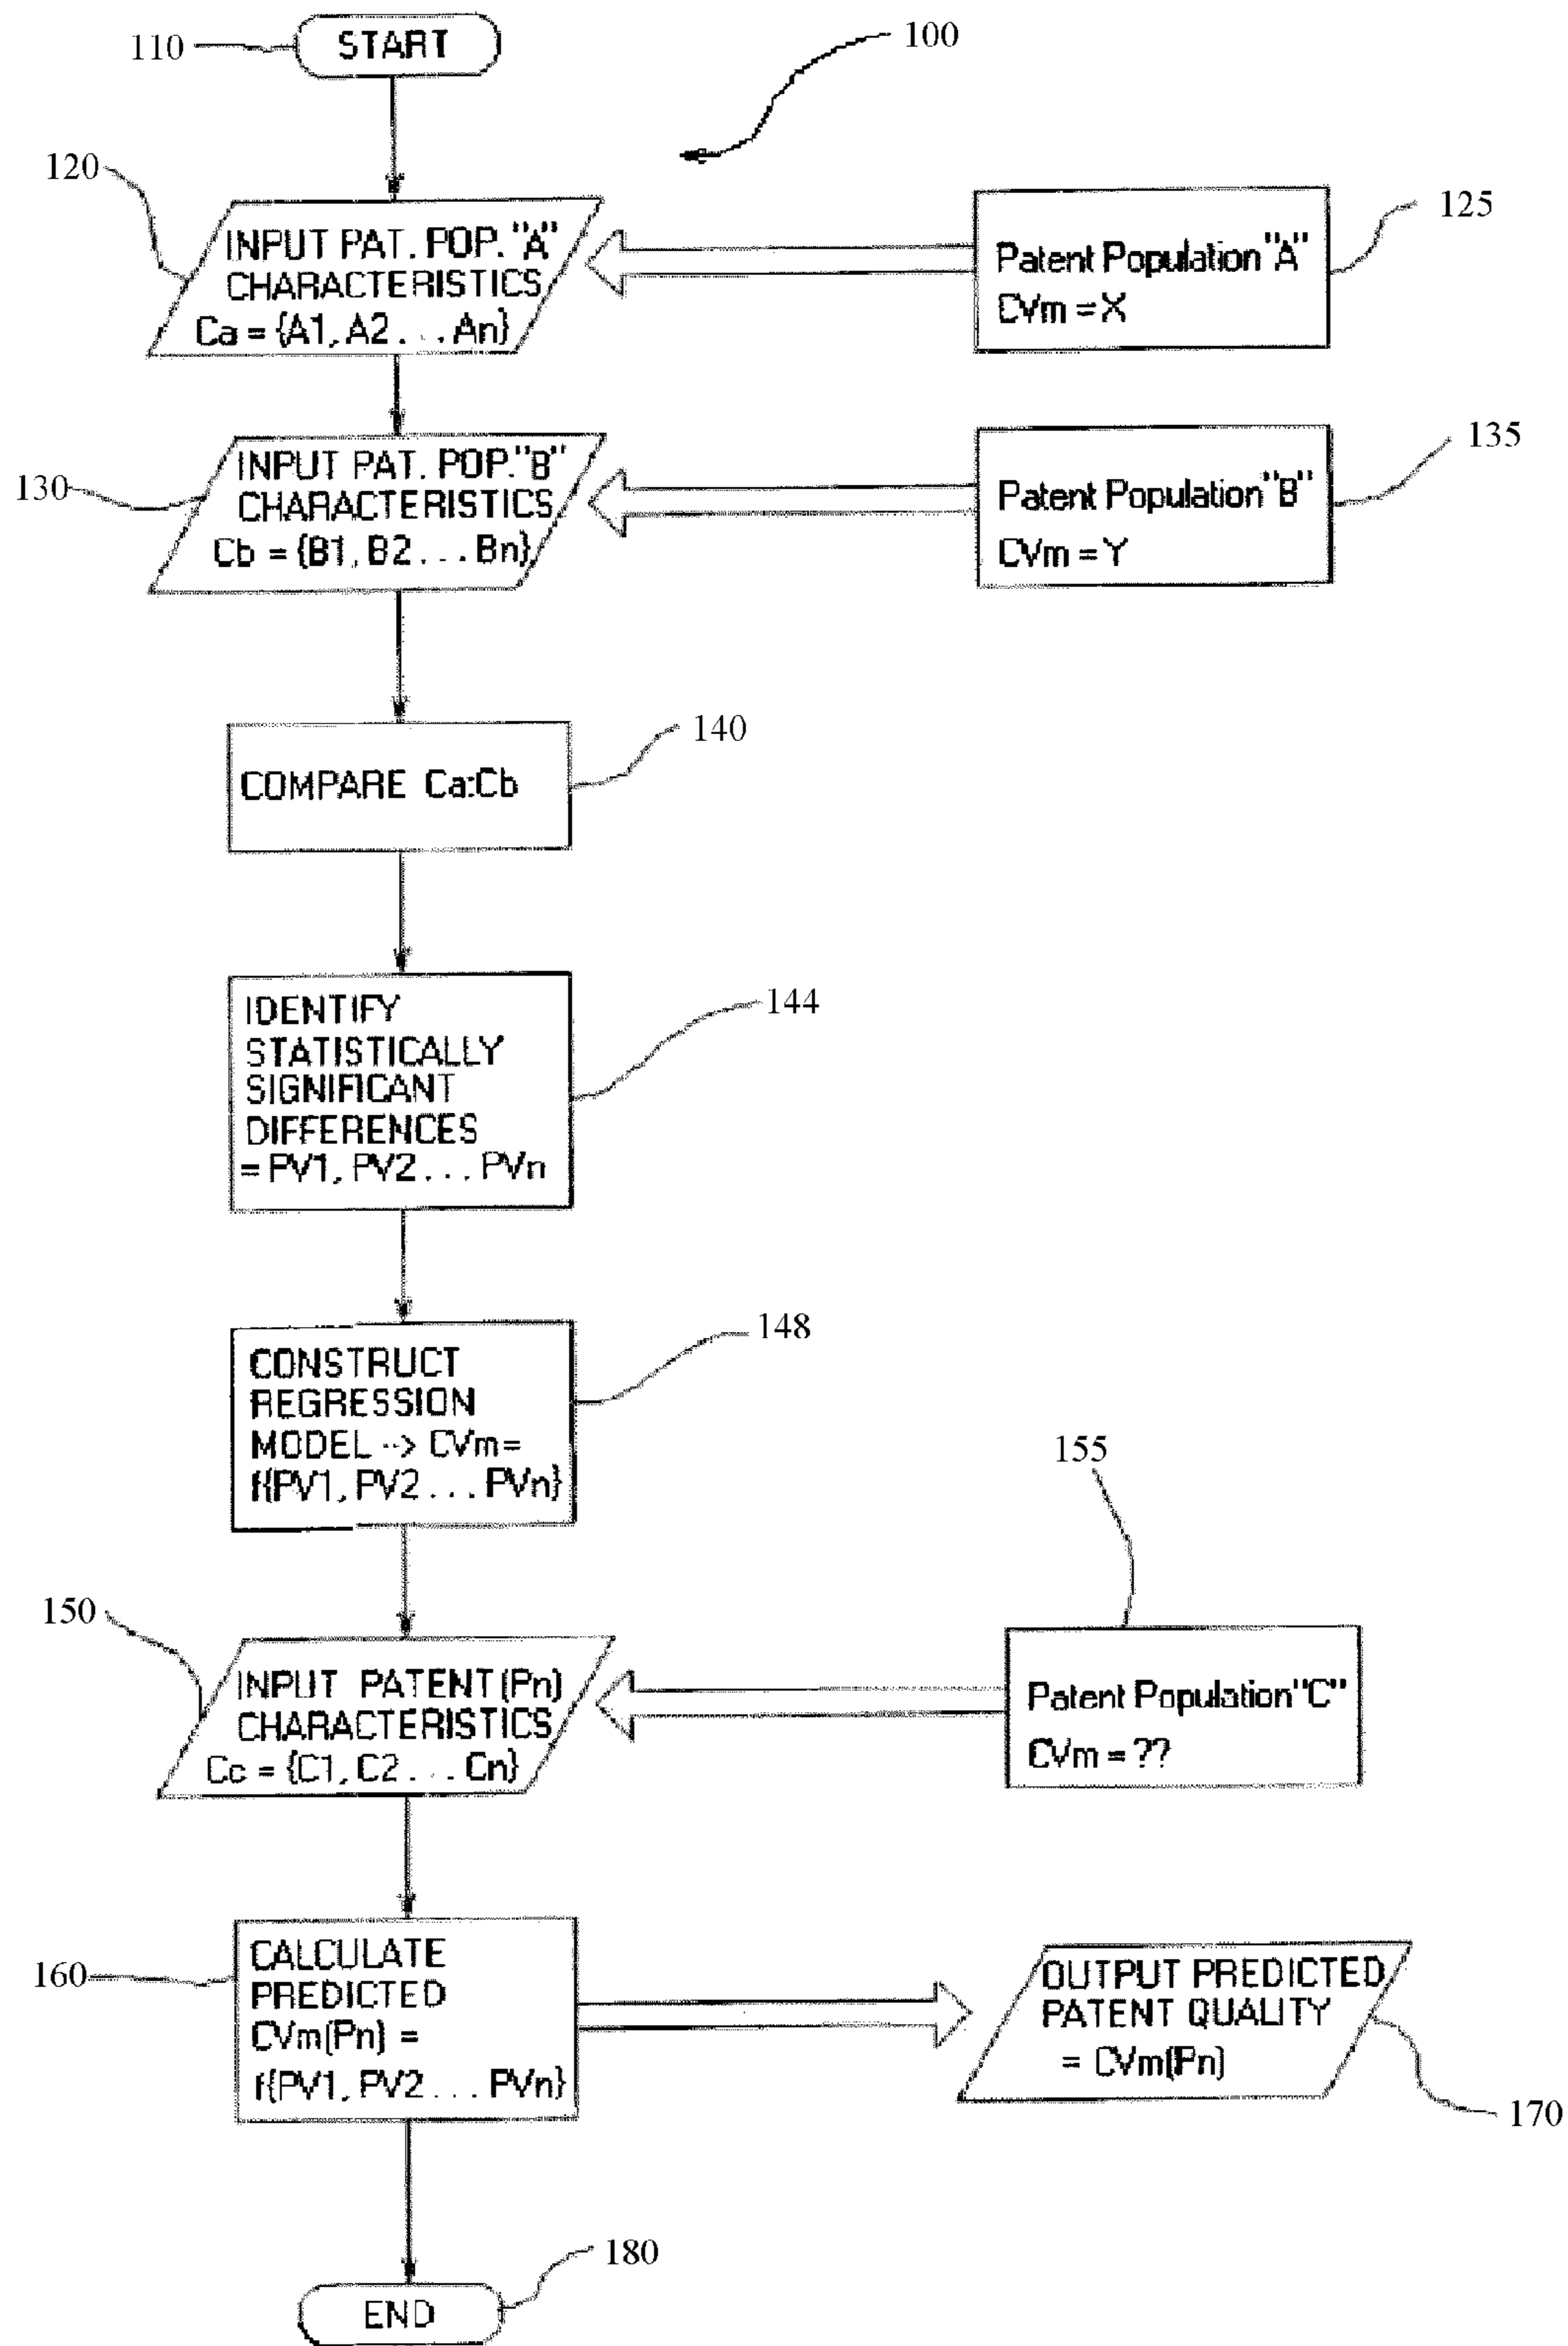 110
START
100
120
INPUT PAT. POP. "A"
CHARACTERISTICS
Ca = {A1, A2 . . . An}
Patent Population "A"
CVm = X
125
130
INPUT PAT. POP. "B"
CHARACTERISTICS
Cb = {B1, B2 . . . Bn}
Patent Population "B"
CVm = Y
135
COMPARE Ca:Cb
140
IDENTIFY
STATISTICALLY
SIGNIFICANT
DIFFERENCES
= PV1, PV2 . . . PVn
144
CONSTRUCT
REGRESSION
MODEL --> CVm =
f{PV1, PV2 . . . PVn}
148
150
INPUT PATENT (Pn)
CHARACTERISTICS
Cc = {C1, C2 . . . Cn}
155
Patent Population "C"
CVm = ??
160
CALCULATE
PREDICTED
CVm(Pn) =
f{PV1, PV2 . . . PVn}
OUTPUT PREDICTED
PATENT QUALITY
= CVm(Pn)
170
180
END